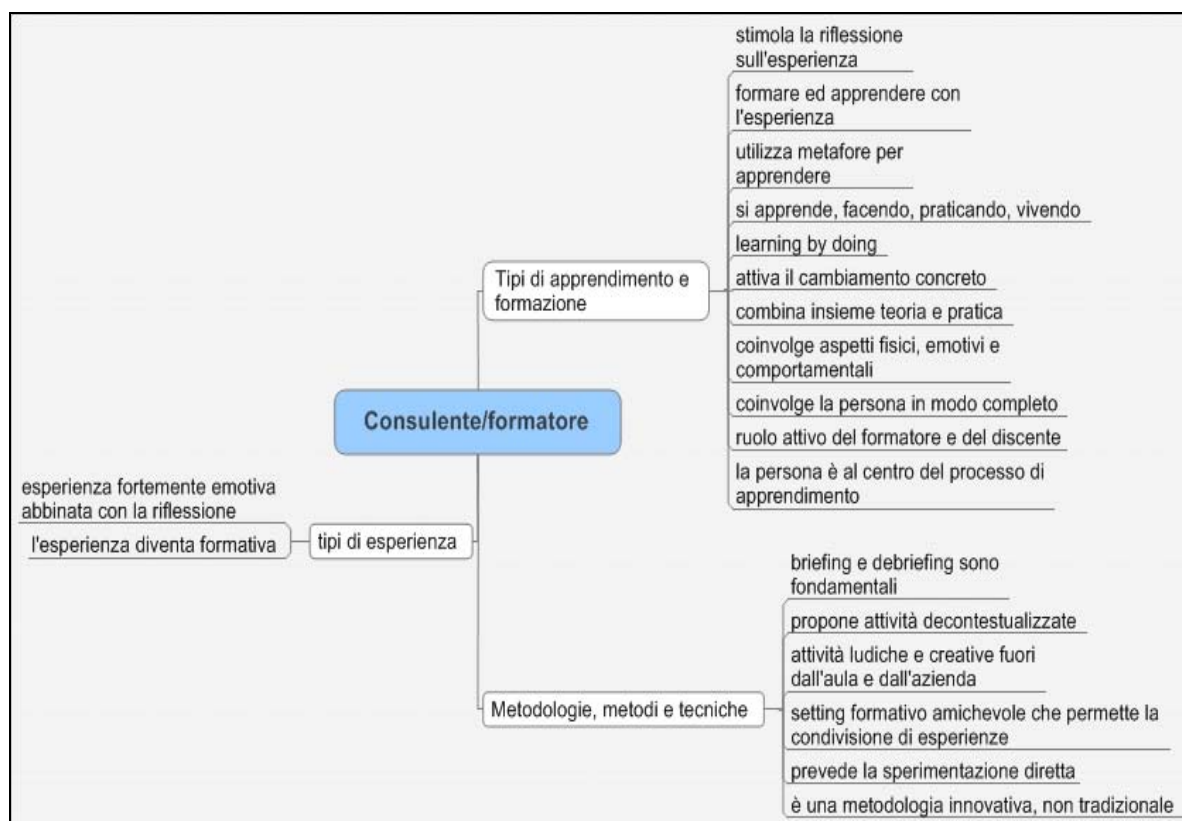 stimola la riflessione
sull'esperienza
formare ed apprendere con
l'esperienza
utilizza metafore per
apprendere
si apprende, facendo, praticando, vivendo
learning by doing
Tipi di apprendimento e
formazione
attiva il cambiamento concreto
combina insieme teoria e pratica
coinvolge aspetti fisici, emotivi e
comportamentali
coinvolge la persona in modo completo
ruolo attivo del formatore e del discente
la persona è al centro del processo di
apprendimento
Consulente/formatore
esperienza fortemente emotiva
abbinata con la riflessione
l'esperienza diventa formativa
tipi di esperienza
briefing e debriefing sono
fondamentali
propone attività decontestualizzate
attività ludiche e creative fuori
dall'aula e dall'azienda
Metodologie, metodi e tecniche
setting formativo amichevole che permette la
condivisione di esperienze
prevede la sperimentazione diretta
è una metodologia innovativa, non tradizionale